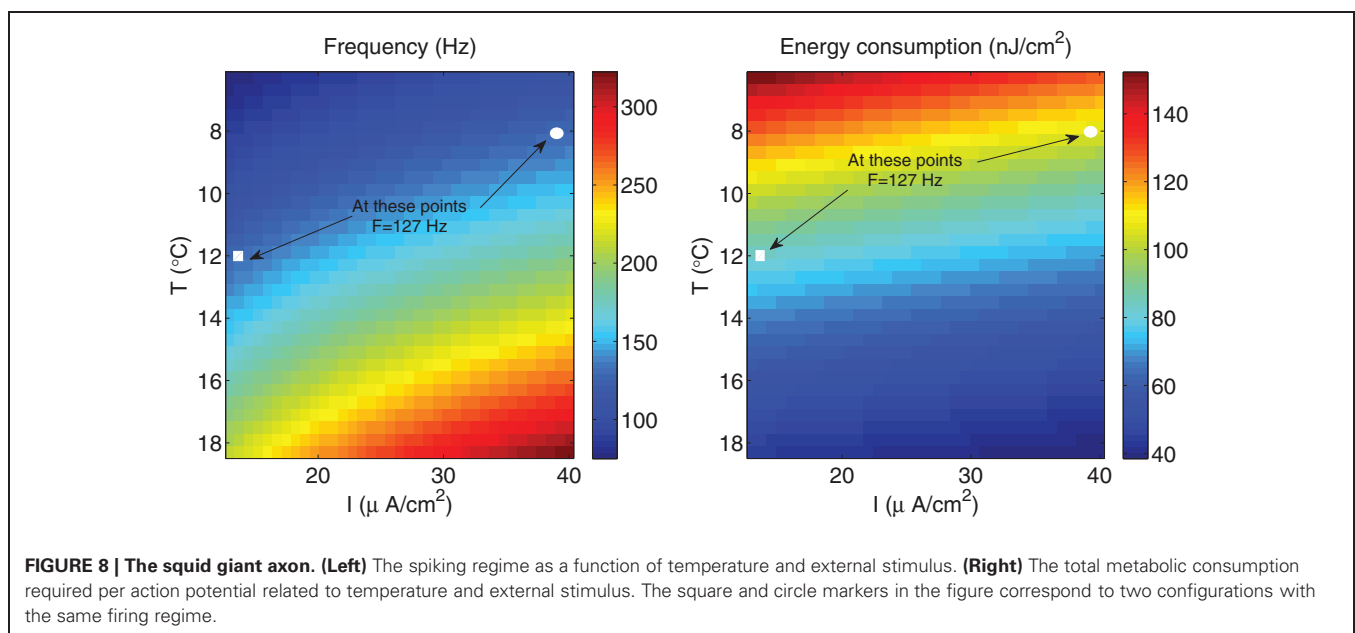 Frequency (Hz)
8
10
12
14
16
18
T (°C)
20
30
40
I (μ A/cm²)
At these points
F=127 Hz
300
250
200
150
100
Energy consumption (nJ/cm²)
8
10
12
14
16
18
T (°C)
20
30
40
I (μ A/cm²)
At these points
F=127 Hz
140
120
100
80
60
40
FIGURE 8 | The squid giant axon. (Left) The spiking regime as a function of temperature and external stimulus. (Right) The total metabolic consumption
required per action potential related to temperature and external stimulus. The square and circle markers in the figure correspond to two configurations with
the same firing regime.